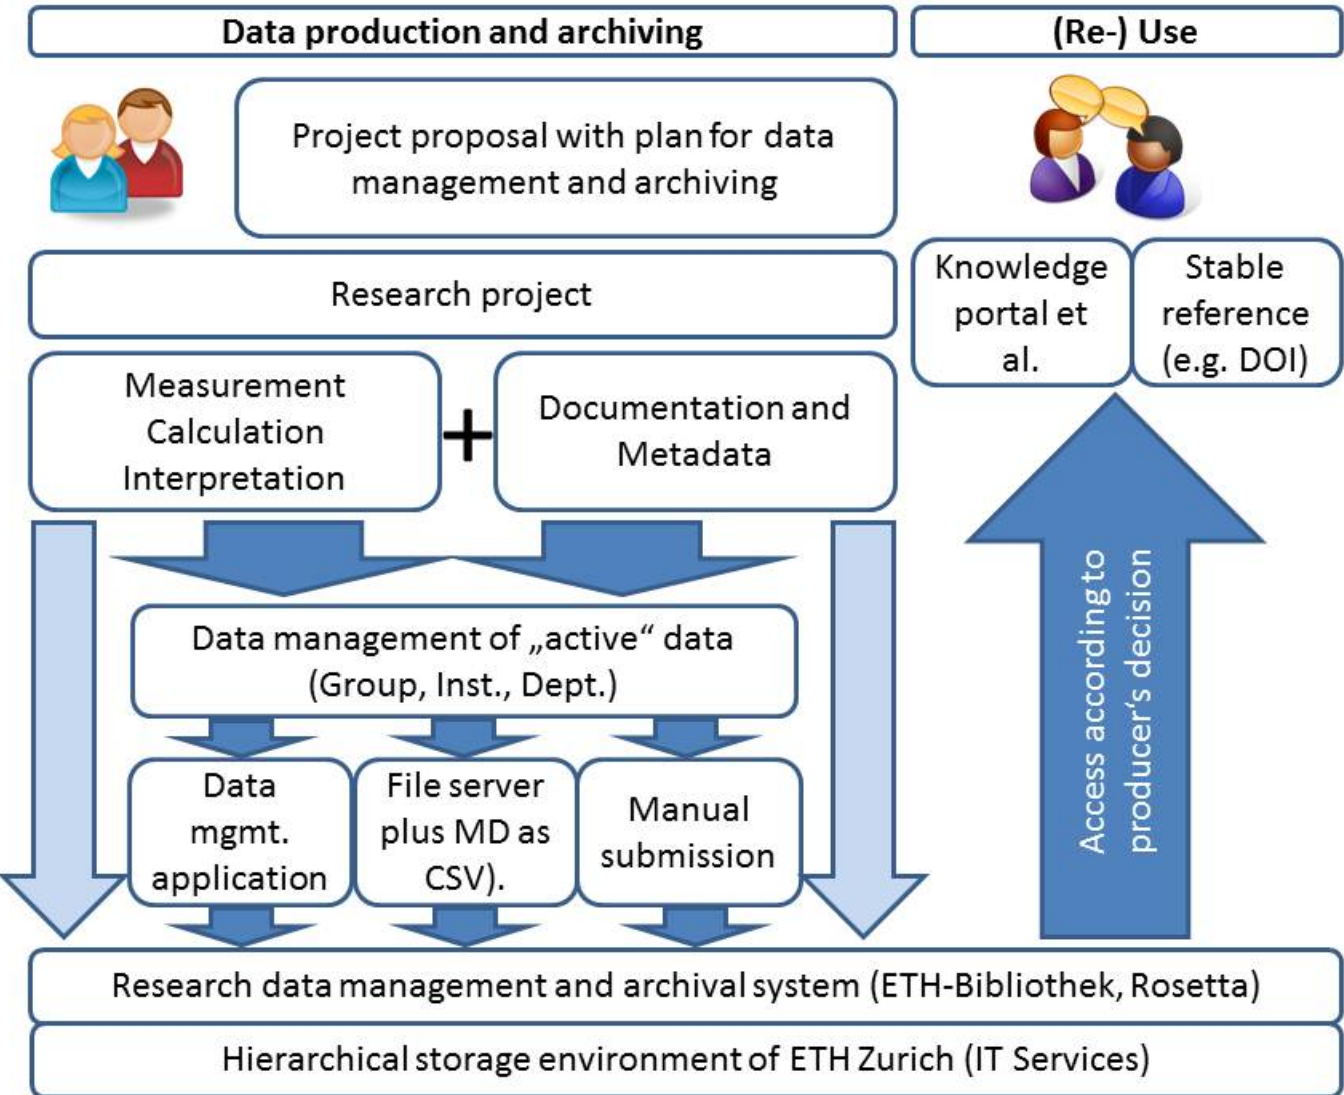 Data production and archiving
(Re-) Use
Project proposal with plan for data
management and archiving
Research project
Knowledge
portal et
al.
Stable
reference
(e.g. DOI)
Measurement
Calculation
Interpretation
+
Documentation and
Metadata
Data management of „active“ data
(Group, Inst., Dept.)
Data
mgmt.
application
File server
plus MD as
CSV).
Manual
submission
Access according to
producer‘s decision
Research data management and archival system (ETH-Bibliothek, Rosetta)
Hierarchical storage environment of ETH Zurich (IT Services)